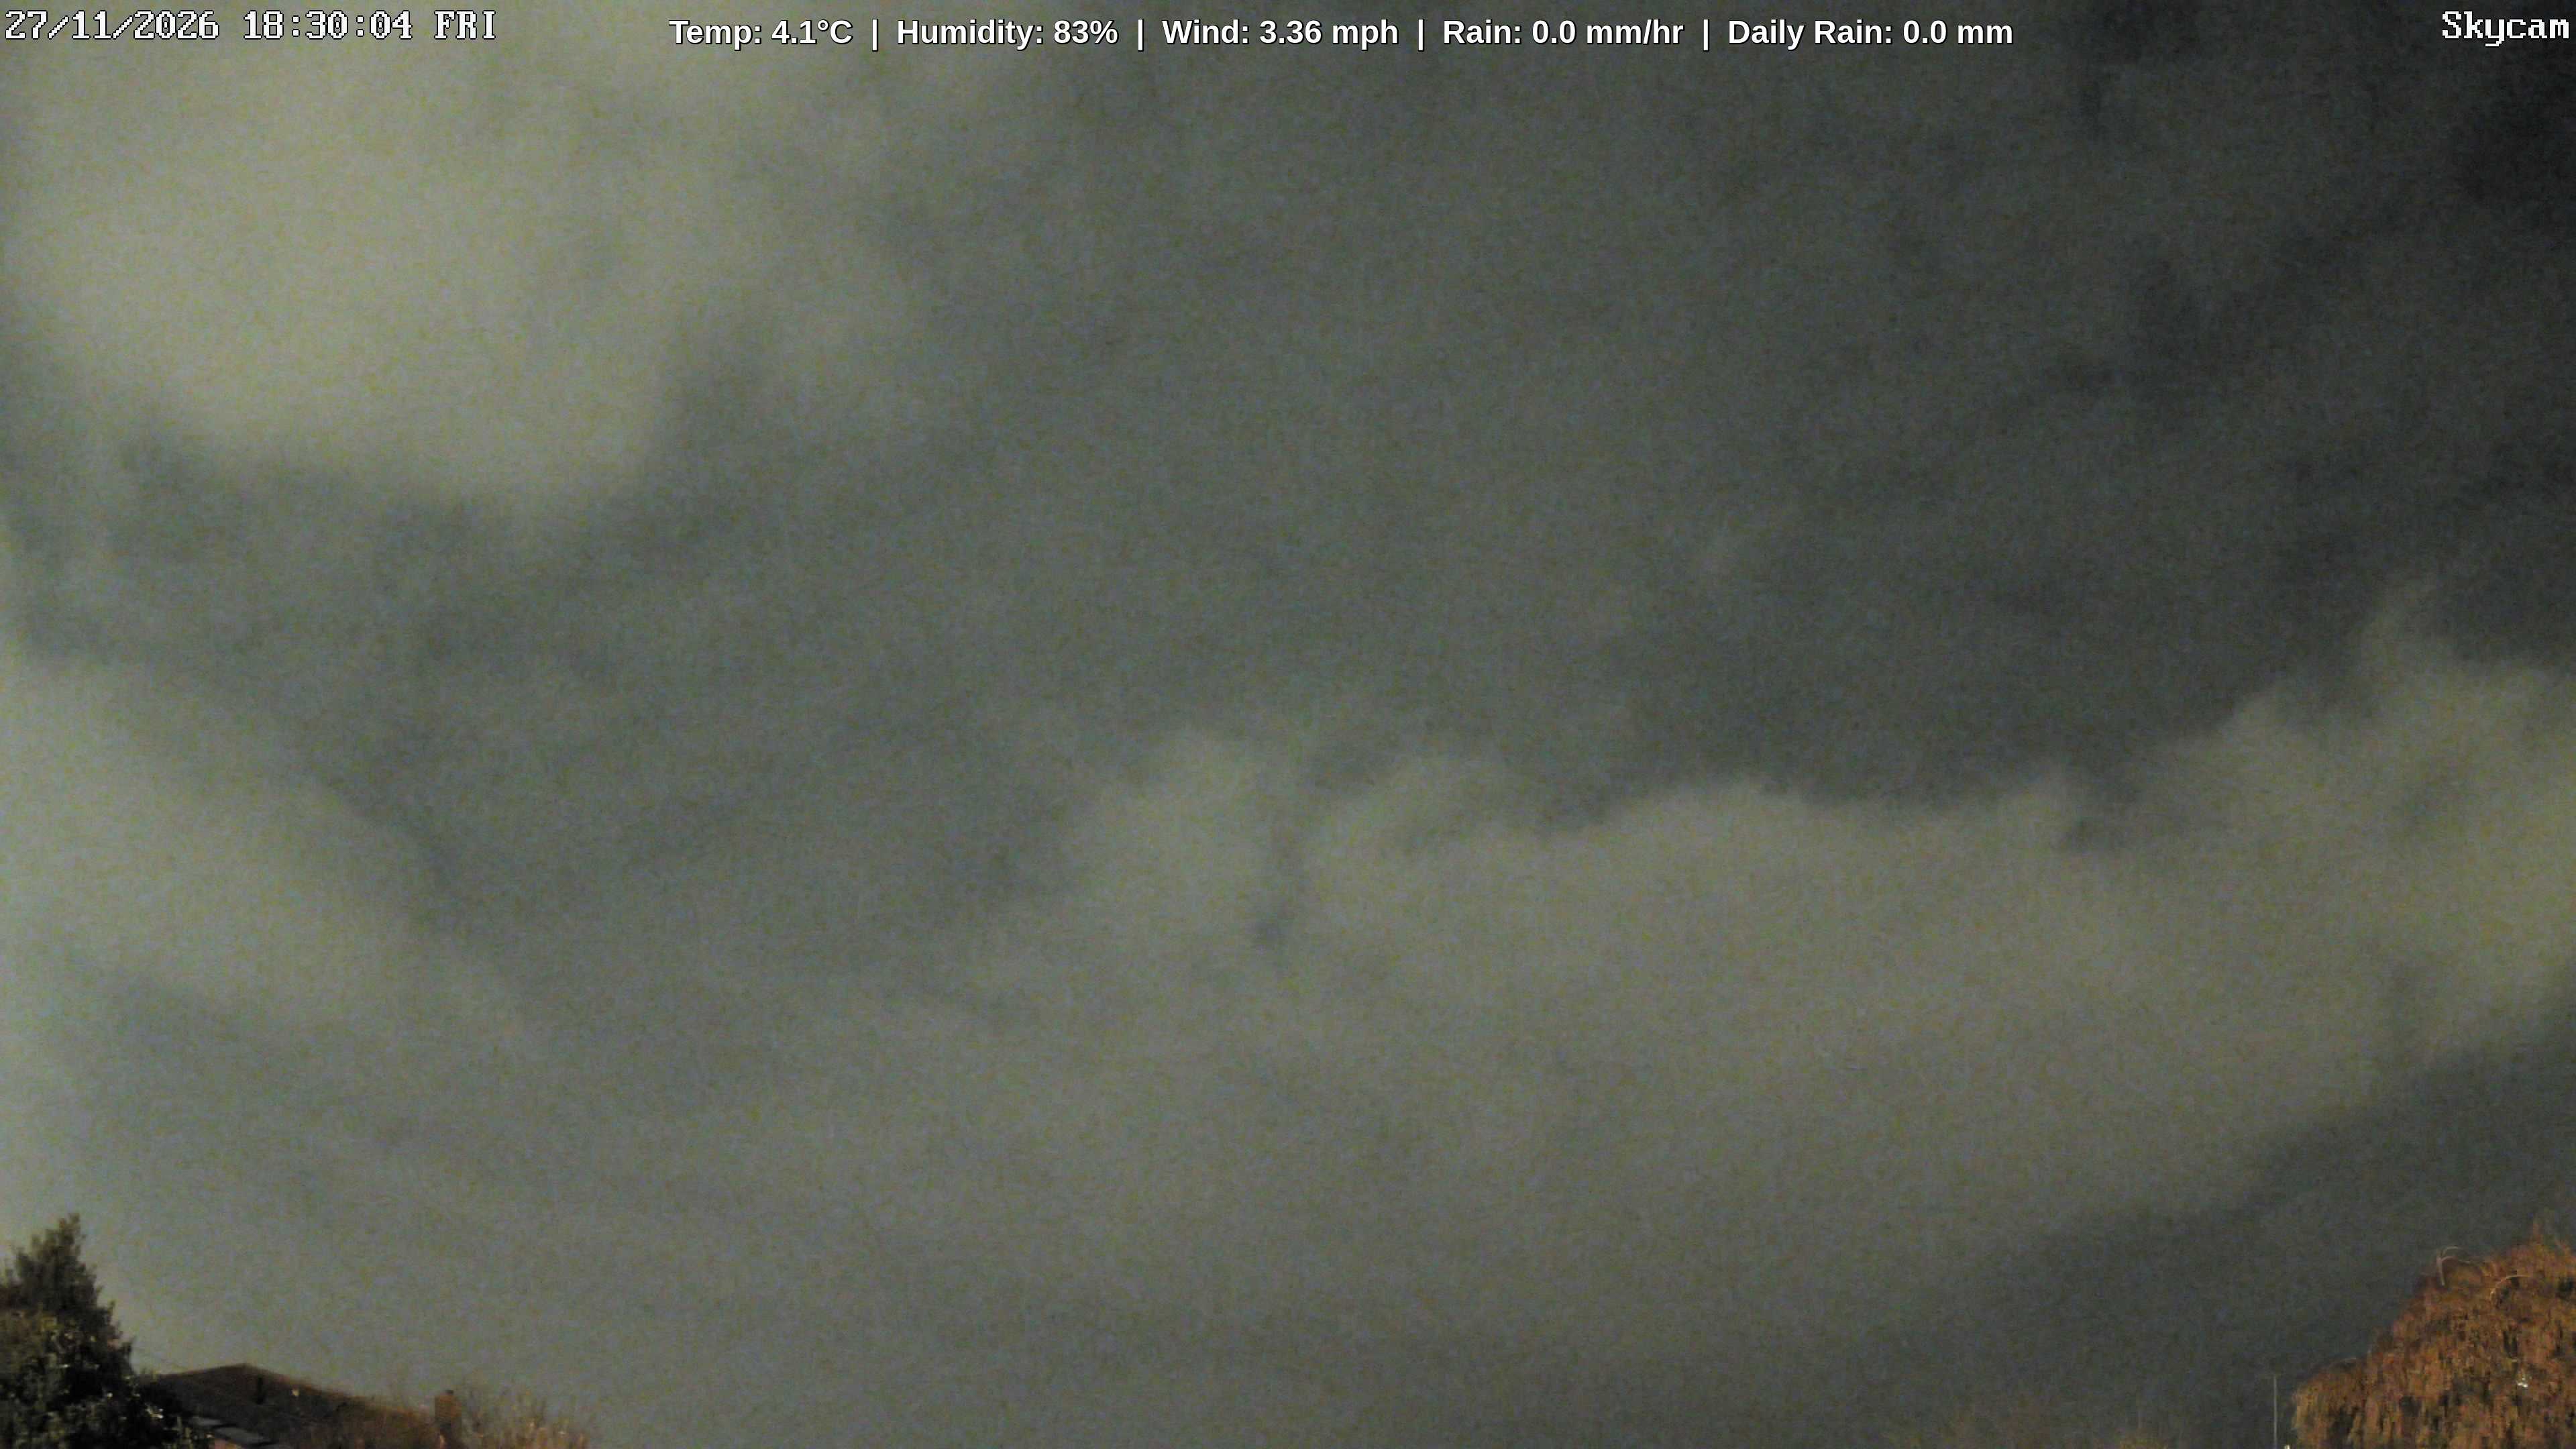 27/11/2026 18:30:04 FRI
Temp: 4.1°C | Humidity: 83% | Wind: 3.36 mph | Rain: 0.0 mm/hr | Daily Rain: 0.0 mm
Skycam